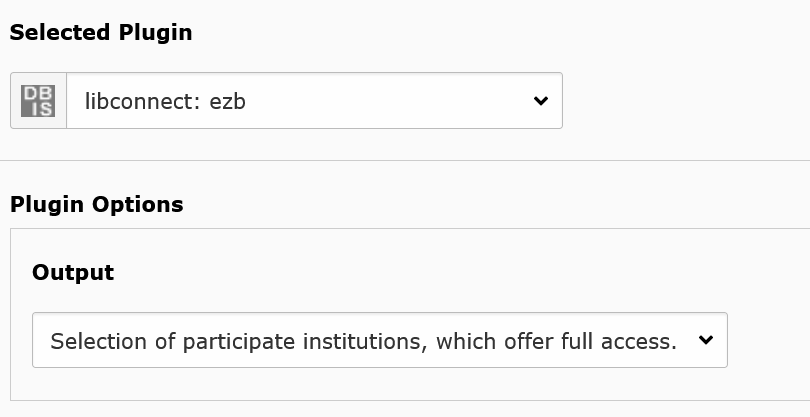 Selected Plugin
DB
IS
libconnect: ezb
Plugin Options
Output
Selection of participate institutions, which offer full access.